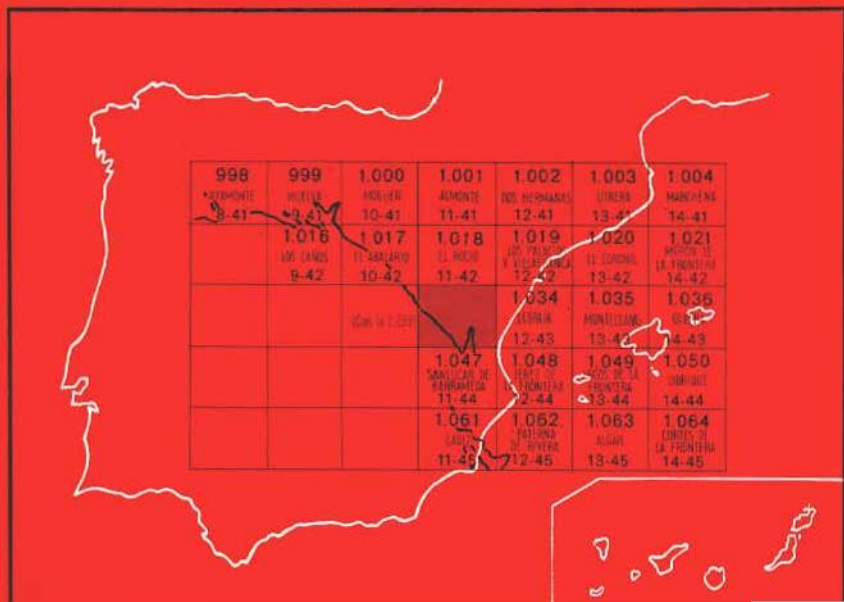 998 999 1.000 1.001 1.002 1.003 1.004
AYAMONTE HUELVA MOGUER ALMONTE DOS HERMANAS UTRERA MARCHENA
8-41 9-41 10-41 11-41 12-41 13-41 14-41
1.016 1.017 1.018 1.019 1.020 1.021
LOS CAÑOS EL ABALARIO EL ROCIO LOS PALACIOS Y VILLAFRANCA EL CORONIL MORON DE LA FRONTERA
9-42 10-42 11-42 12-42 13-42 14-42
1.034 1.035 1.036
LEBRIJA MONTELLANO
12-43 13-43 14-43
1.047 1.048 1.049 1.050
SANLUCAR DE BARRAMEDA JEREZ DE LA FRONTERA ARCOS DE LA FRONTERA UBRIQUE
11-44 12-44 13-44 14-44
1.061 1.062 1.063 1.064
CADIZ PATERNA DE RIVERA ALGAR CORTES DE LA FRONTERA
11-45 12-45 13-45 14-45